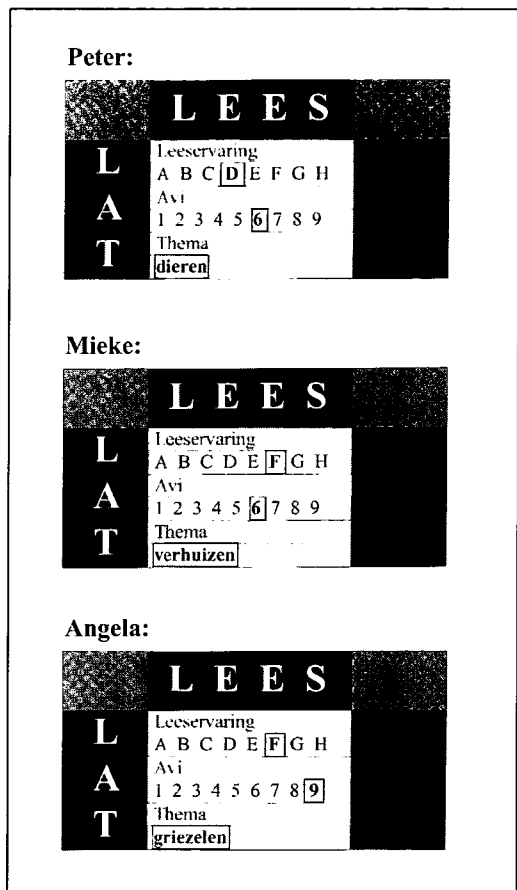 Peter:
L E E S
L A T
Leeservaring
A B C D E F G H
Avi
1 2 3 4 5 6 7 8 9
Thema
dieren
Mieke:
L E E S
L A T
Leeservaring
A B C D E F G H
Avi
1 2 3 4 5 6 7 8 9
Thema
verhuizen
Angela:
L E E S
L A T
Leeservaring
A B C D E F G H
Avi
1 2 3 4 5 6 7 8 9
Thema
griezelen